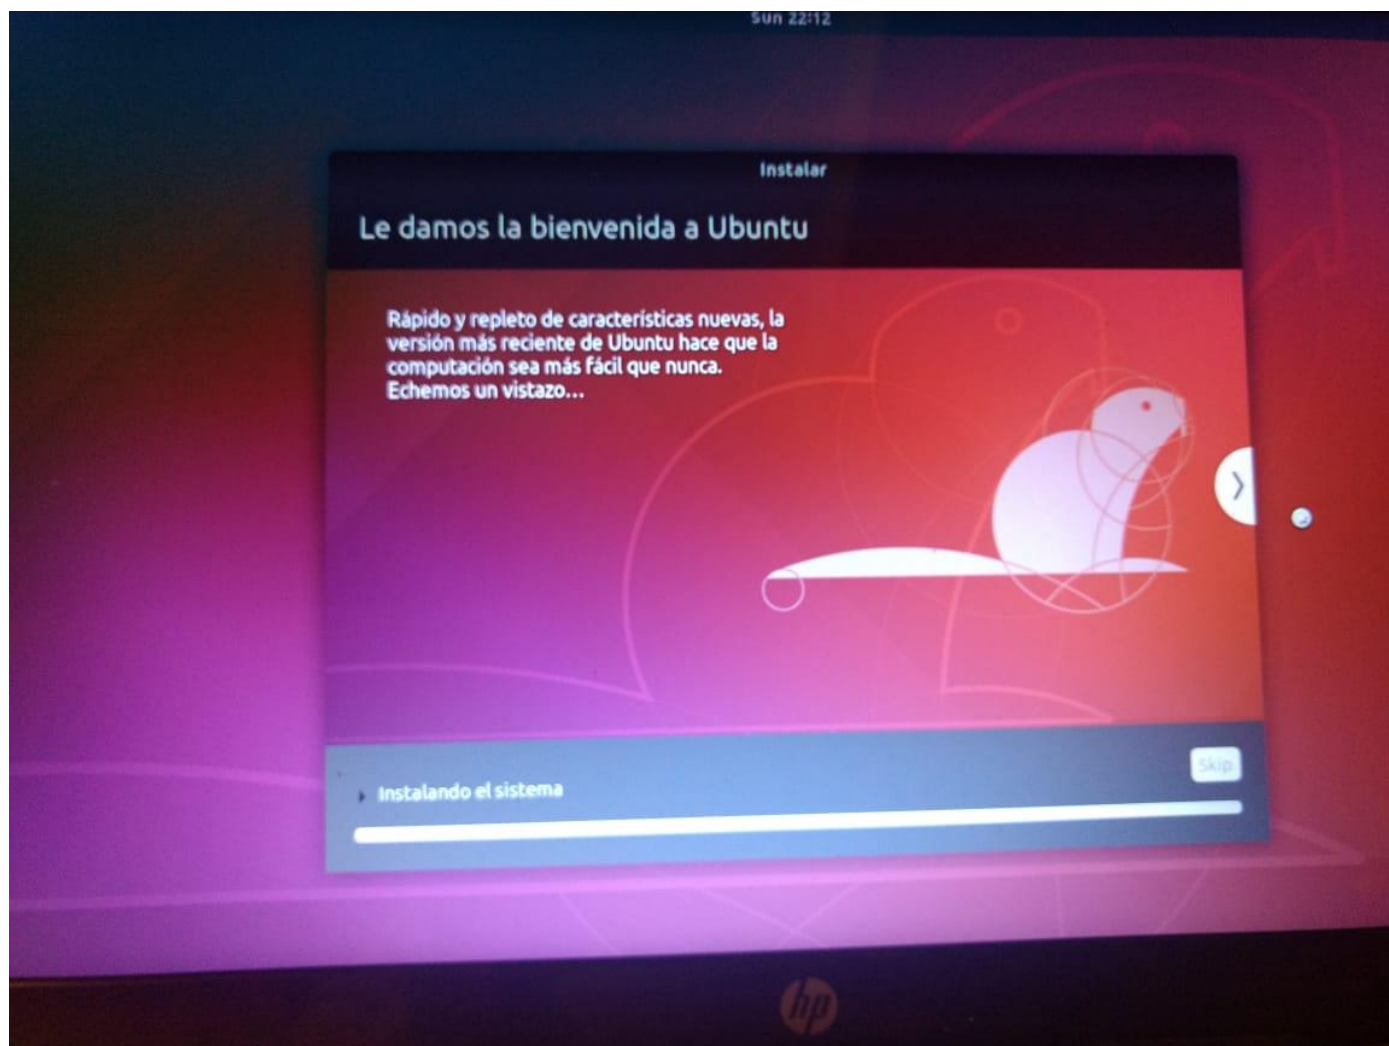 Sun 22:12
Instalar
Le damos la bienvenida a Ubuntu
Rápido y repleto de características nuevas, la
versión más reciente de Ubuntu hace que la
computación sea más fácil que nunca.
Echemos un vistazo...
Skip
Instalando el sistema
hp